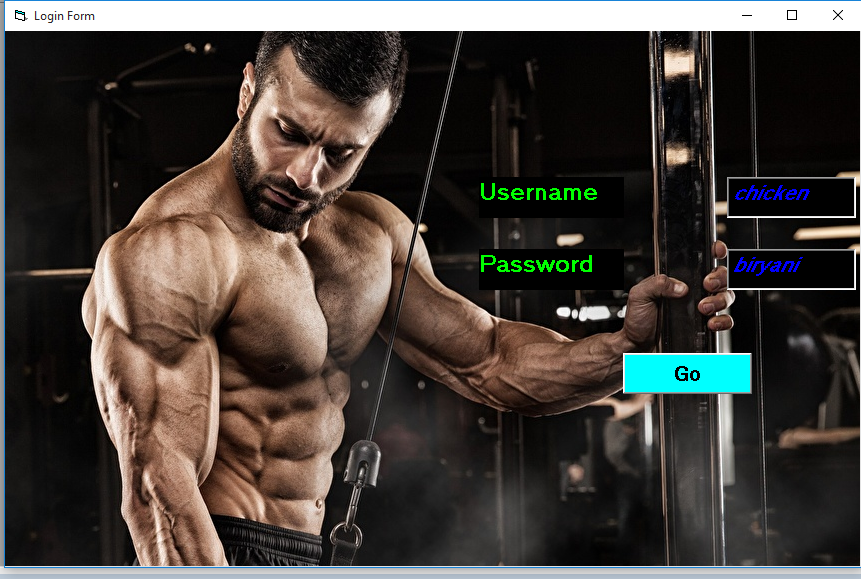 Login Form
Username chicken
Password biryani
Go